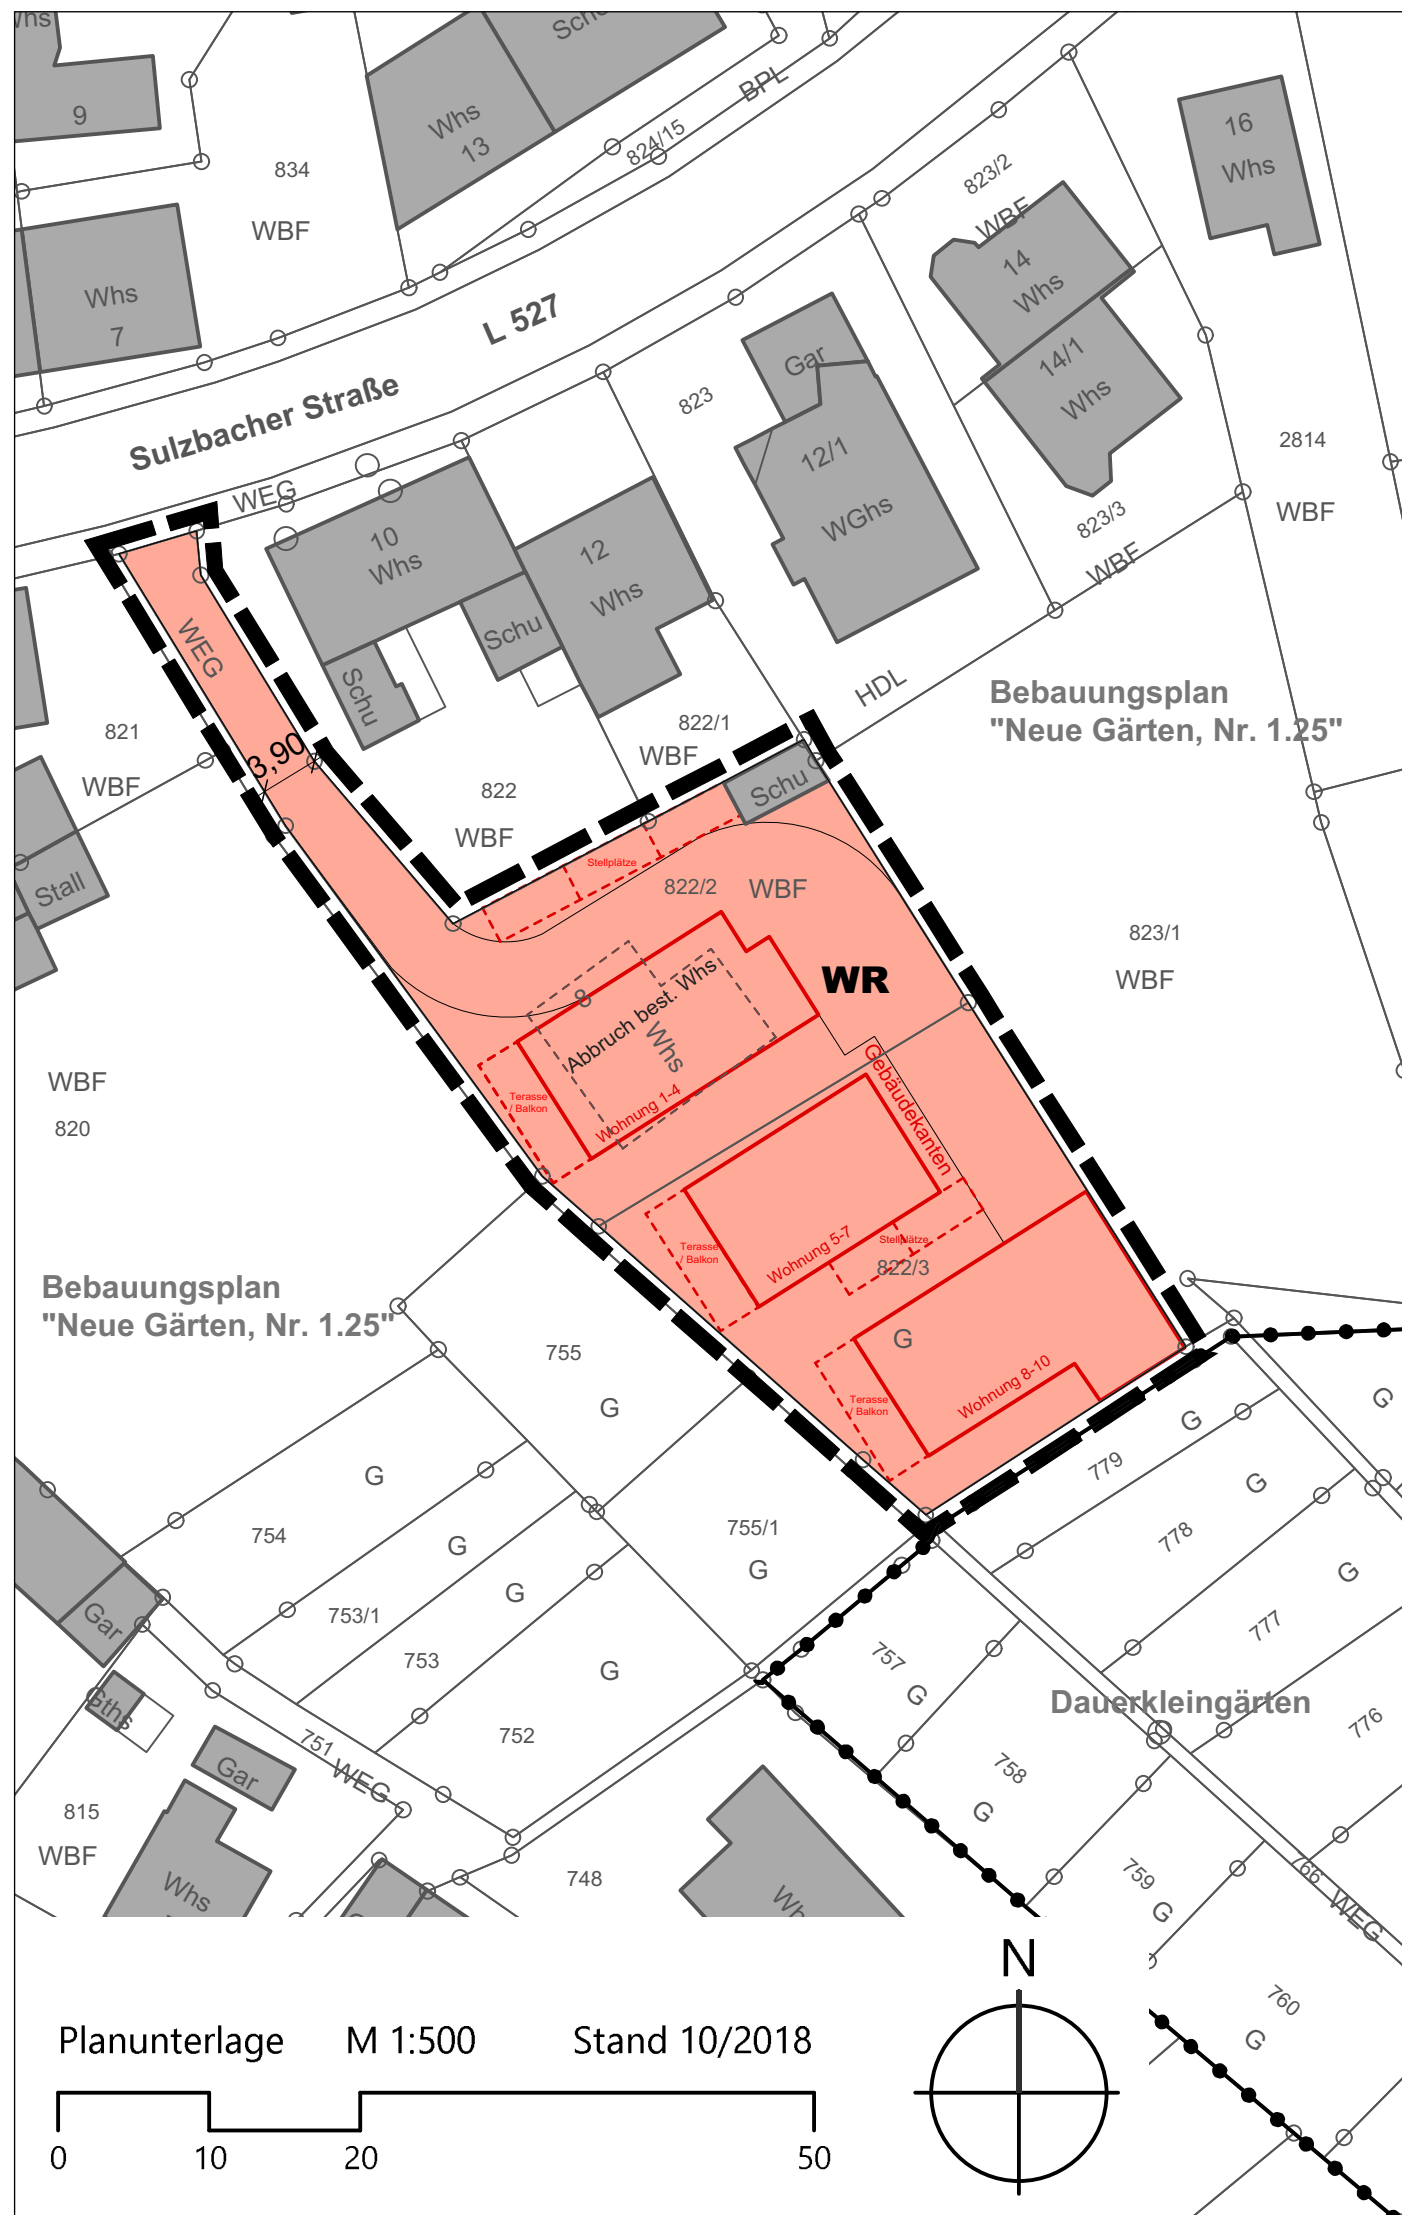 Whs
9
834
WBF
Whs
13
Sch
BPL
824/15
823/2
WBF
16
Whs
Whs
7
L 527
Sulzbacher Straße
14
Whs
14/1
Whs
Gar
823
12/1
WGhs
2814
WBF
823/3
WBF
WEG
10
Whs
12
Whs
Schu
Schu
WEG
HDL
Bebauungsplan
"Neue Gärten, Nr. 1.25"
821
WBF
3,90
822/1
WBF
822
WBF
Schu
Stall
Stellplätze
822/2
WBF
823/1
WBF
WR
8
Abbruch best. Whs
Whs
Gebäudekanten
WBF
820
Terasse
/ Balkon
Wohnung 1-4
Terasse
/ Balkon
Wohnung 5-7
Stellplätze
822/3
Bebauungsplan
"Neue Gärten, Nr. 1.25"
G
755
G
Terasse
/ Balkon
Wohnung 8-10
G
G
779
G
754
G
755/1
G
G
778
G
753/1
G
777
Gar
753
G
757
G
Dauerkleingärten
776
Gths
751
WEG
752
Gar
758
G
815
WBF
Whs
748
Wh
759
G
766
WEG
760
G
N
Planunterlage M 1:500 Stand 10/2018
0 10 20 50